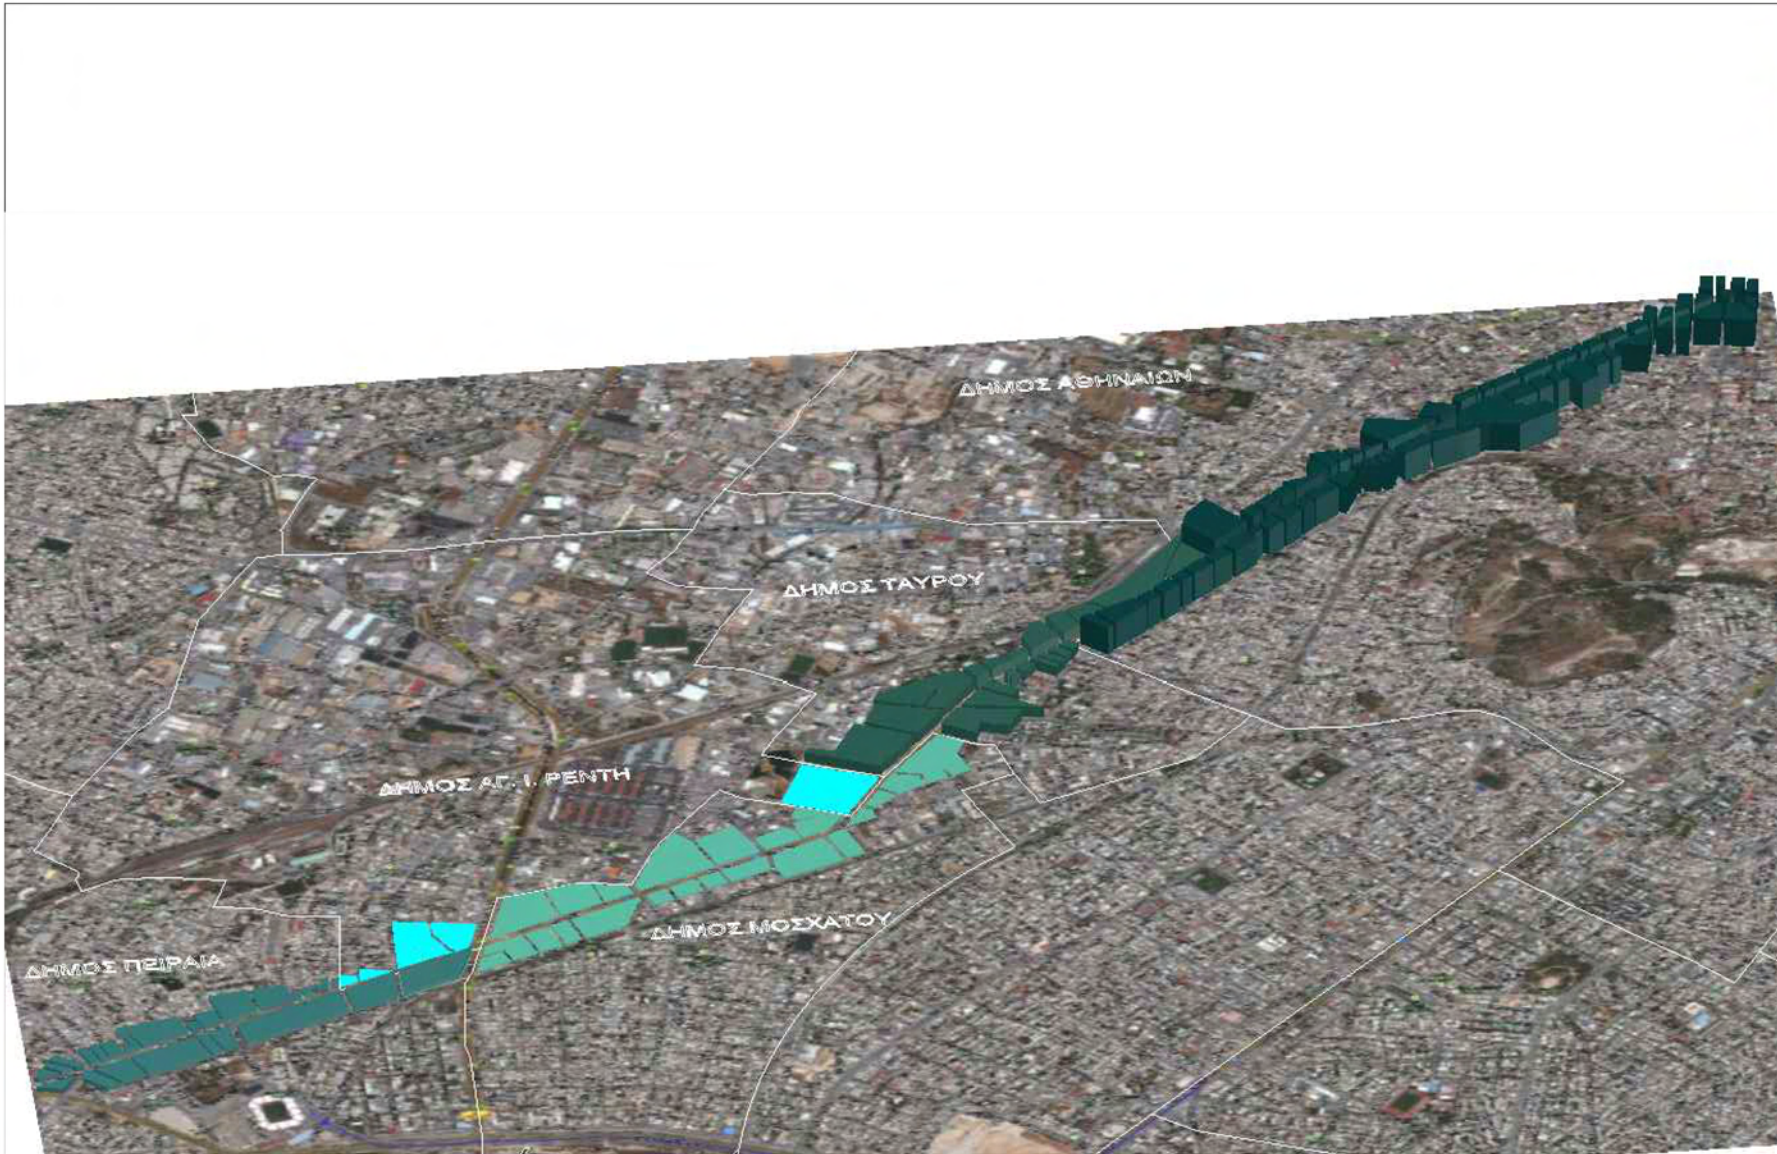 ΔΗΜΟΣ ΑΘΗΝΑΙΩΝ
ΔΗΜΟΣ ΤΑΥΡΟΥ
ΔΗΜΟΣ ΑΓ. Ι. ΡΕΝΤΗ
ΔΗΜΟΣ ΜΟΣΧΑΤΟΥ
ΔΗΜΟΣ ΠΕΙΡΑΙΑ